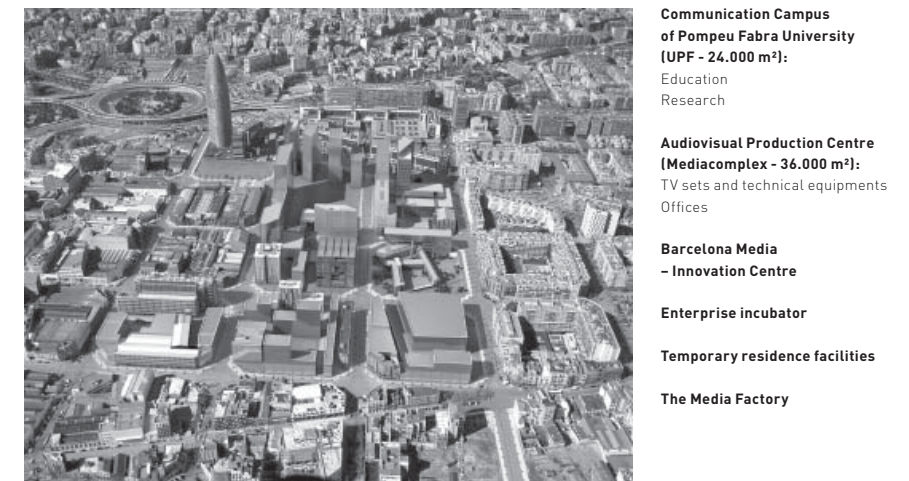 Communication Campus
of Pompeu Fabra University
(UPF - 24.000 m²):
Education
Research
Audiovisual Production Centre
(Mediacomplex - 36.000 m²):
TV sets and technical equipments
Offices
Barcelona Media
– Innovation Centre
Enterprise incubator
Temporary residence facilities
The Media Factory